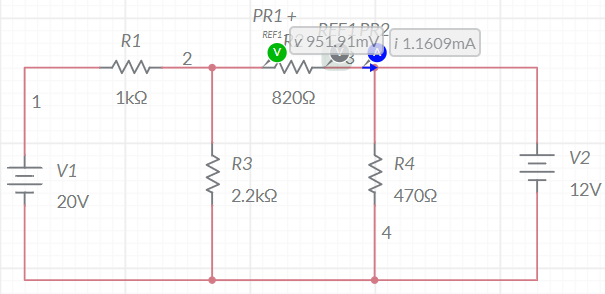 PR1 +
REF1
REF1 PR2
v 951.91mV
i 1.1609mA
R1
2
3
1kΩ
820Ω
1
V1
20V
R3
2.2kΩ
R4
470Ω
V2
12V
4